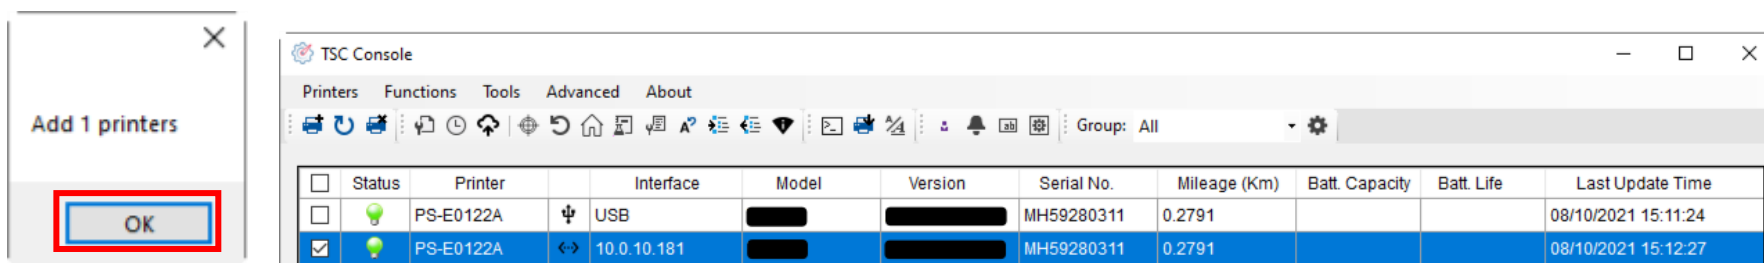 Add 1 printers
OK
TSC Console
Printers Functions Tools Advanced About
Group: All
Status Printer Interface Model Version Serial No. Mileage (Km) Batt. Capacity Batt. Life Last Update Time
PS-E0122A USB MH59280311 0.2791 08/10/2021 15:11:24
PS-E0122A 10.0.10.181 MH59280311 0.2791 08/10/2021 15:12:27